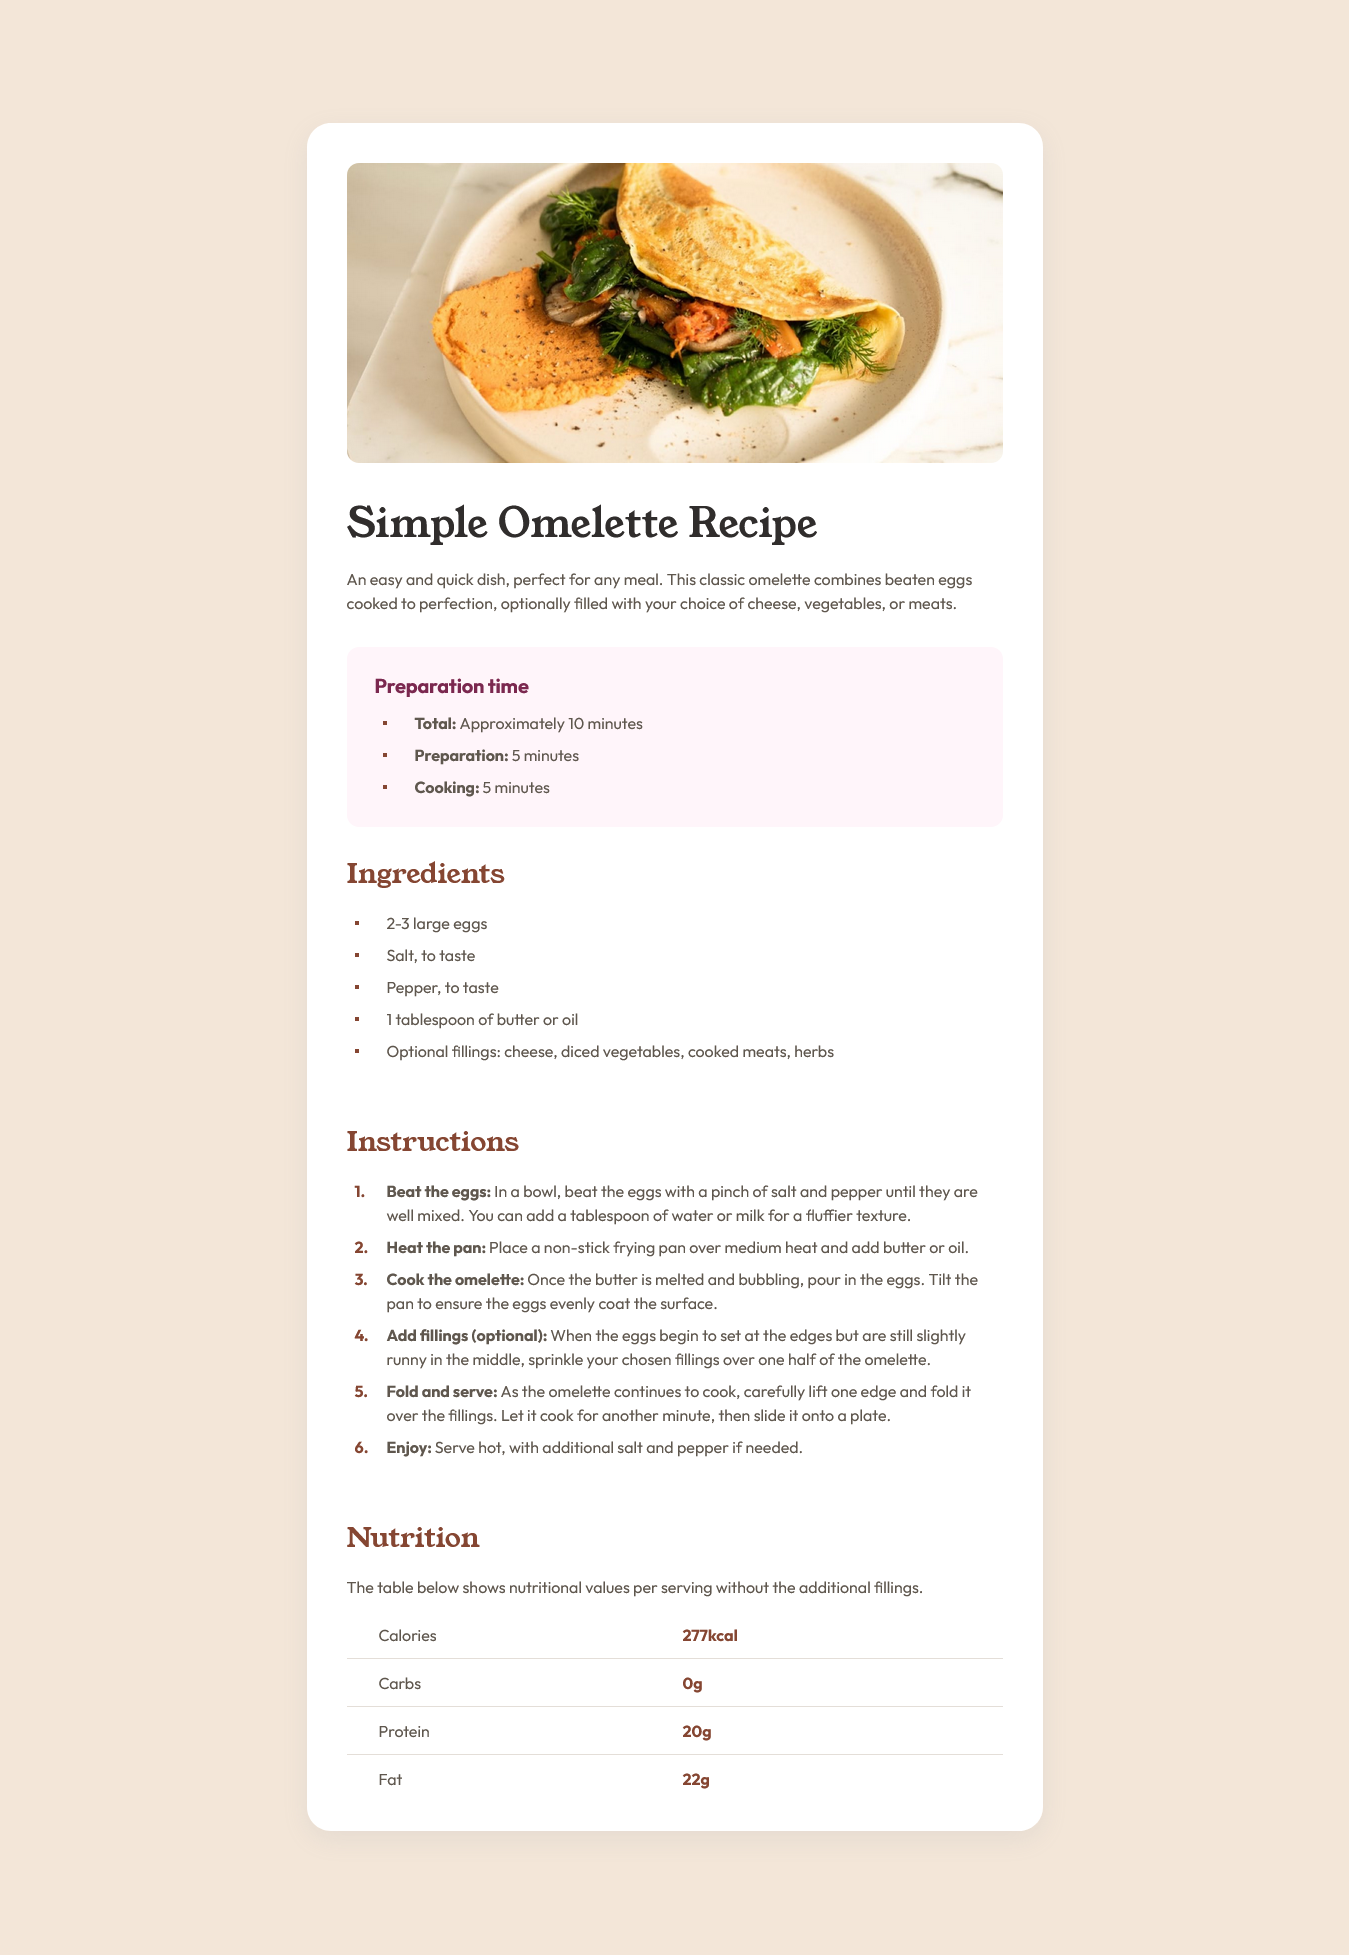 Simple Omelette Recipe
An easy and quick dish, perfect for any meal. This classic omelette combines beaten eggs
cooked to perfection, optionally filled with your choice of cheese, vegetables, or meats.
Preparation time
▪ Total: Approximately 10 minutes
▪ Preparation: 5 minutes
▪ Cooking: 5 minutes
Ingredients
▪ 2-3 large eggs
▪ Salt, to taste
▪ Pepper, to taste
▪ 1 tablespoon of butter or oil
▪ Optional fillings: cheese, diced vegetables, cooked meats, herbs
Instructions
1. Beat the eggs: In a bowl, beat the eggs with a pinch of salt and pepper until they are
well mixed. You can add a tablespoon of water or milk for a fluffier texture.
2. Heat the pan: Place a non-stick frying pan over medium heat and add butter or oil.
3. Cook the omelette: Once the butter is melted and bubbling, pour in the eggs. Tilt the
pan to ensure the eggs evenly coat the surface.
4. Add fillings (optional): When the eggs begin to set at the edges but are still slightly
runny in the middle, sprinkle your chosen fillings over one half of the omelette.
5. Fold and serve: As the omelette continues to cook, carefully lift one edge and fold it
over the fillings. Let it cook for another minute, then slide it onto a plate.
6. Enjoy: Serve hot, with additional salt and pepper if needed.
Nutrition
The table below shows nutritional values per serving without the additional fillings.
Calories 277kcal
Carbs 0g
Protein 20g
Fat 22g